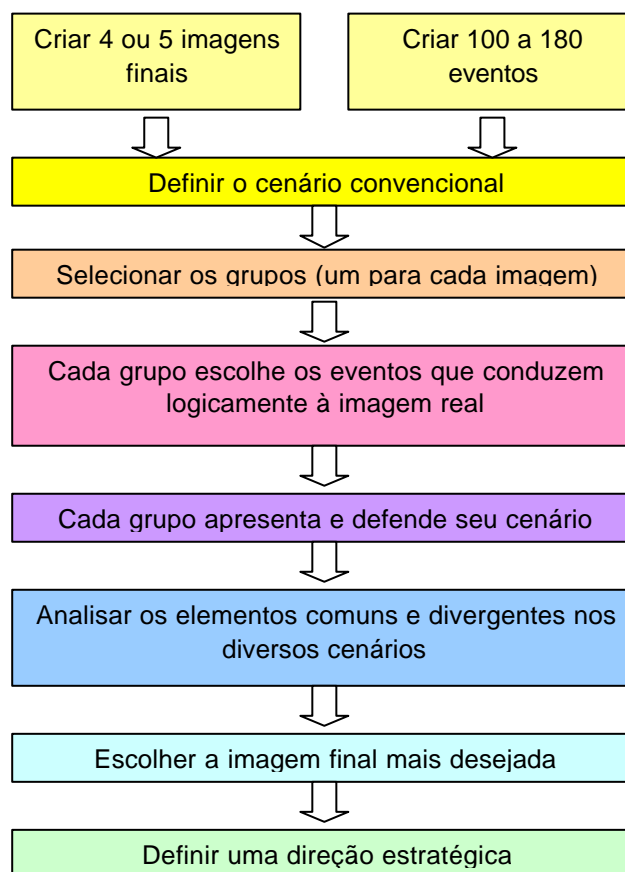 Criar 4 ou 5 imagens
finais
Criar 100 a 180
eventos
Definir o cenário convencional
Selecionar os grupos (um para cada imagem)
Cada grupo escolhe os eventos que conduzem
logicamente à imagem real
Cada grupo apresenta e defende seu cenário
Analisar os elementos comuns e divergentes nos
diversos cenários
Escolher a imagem final mais desejada
Definir uma direção estratégica